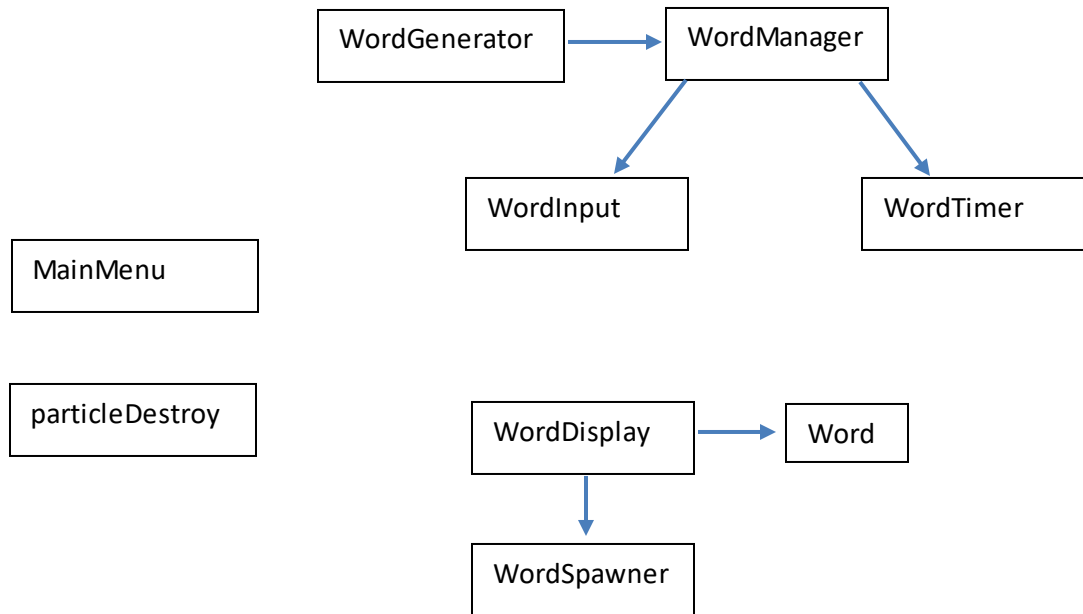 WordGenerator
WordManager
WordInput
WordTimer
MainMenu
particleDestroy
WordDisplay
Word
WordSpawner